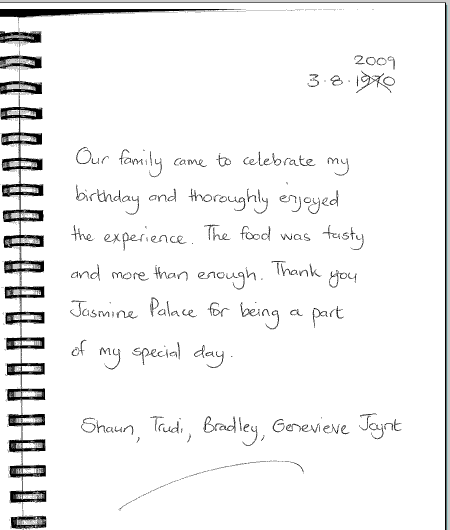 2009
3.8.1970
Our family came to celebrate my
birthday and thoroughly enjoyed
the experience. The food was tasty
and more than enough. Thank you
Jasmine Palace for being a part
of my special day.
Shaun, Trudi, Bradley, Genevieve Joynt